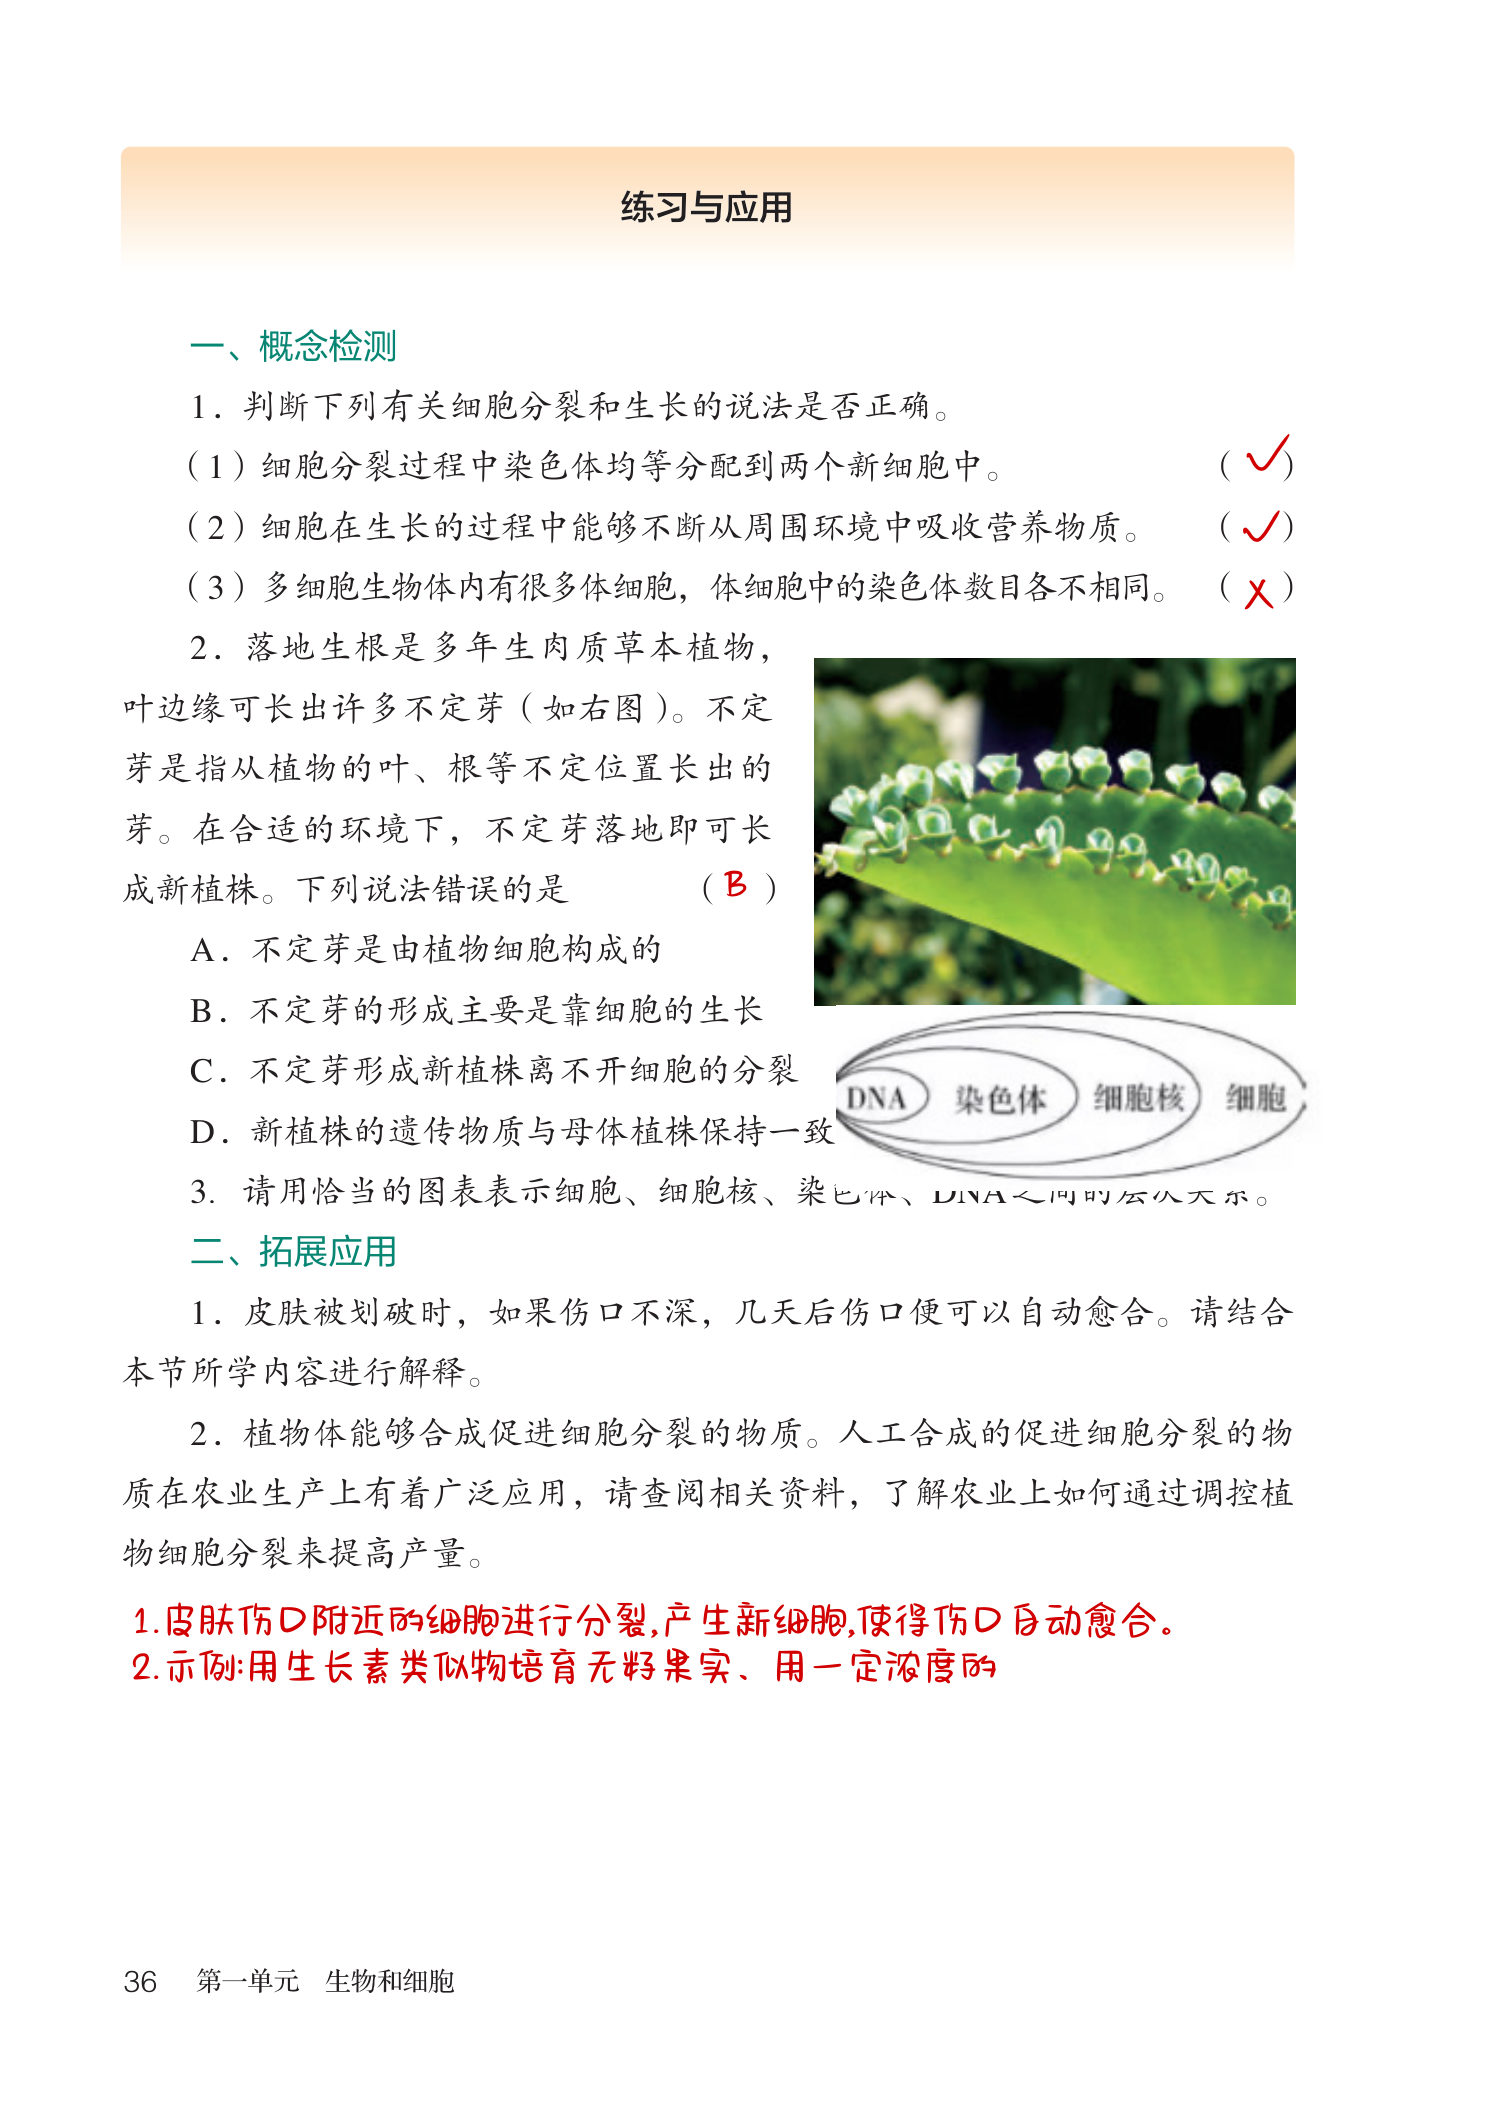 练习与应用
一、概念检测
1. 判断下列有关细胞分裂和生长的说法是否正确。
（1）细胞分裂过程中染色体均等分配到两个新细胞中。 （ ✓ ）
（2）细胞在生长的过程中能够不断从周围环境中吸收营养物质。 （ ✓ ）
（3）多细胞生物体内有很多体细胞，体细胞中的染色体数目各不相同。 （ X ）
2. 落地生根是多年生肉质草本植物，
叶边缘可长出许多不定芽（如右图）。不定
芽是指从植物的叶、根等不定位置长出的
芽。在合适的环境下，不定芽落地即可长
成新植株。下列说法错误的是 （ B ）
A. 不定芽是由植物细胞构成的
B. 不定芽的形成主要是靠细胞的生长
C. 不定芽形成新植株离不开细胞的分裂
D. 新植株的遗传物质与母体植株保持一致
DNA 染色体 细胞核 细胞
3. 请用恰当的图表表示细胞、细胞核、染色体、DNA之间的层次关系。
二、拓展应用
1. 皮肤被划破时，如果伤口不深，几天后伤口便可以自动愈合。请结合
本节所学内容进行解释。
2. 植物体能够合成促进细胞分裂的物质。人工合成的促进细胞分裂的物
质在农业生产上有着广泛应用，请查阅相关资料，了解农业上如何通过调控植
物细胞分裂来提高产量。
1.皮肤伤口附近的细胞进行分裂,产生新细胞,使得伤口自动愈合。
2.示例:用生长素类似物培育无籽果实、用一定浓度的
36 第一单元 生物和细胞